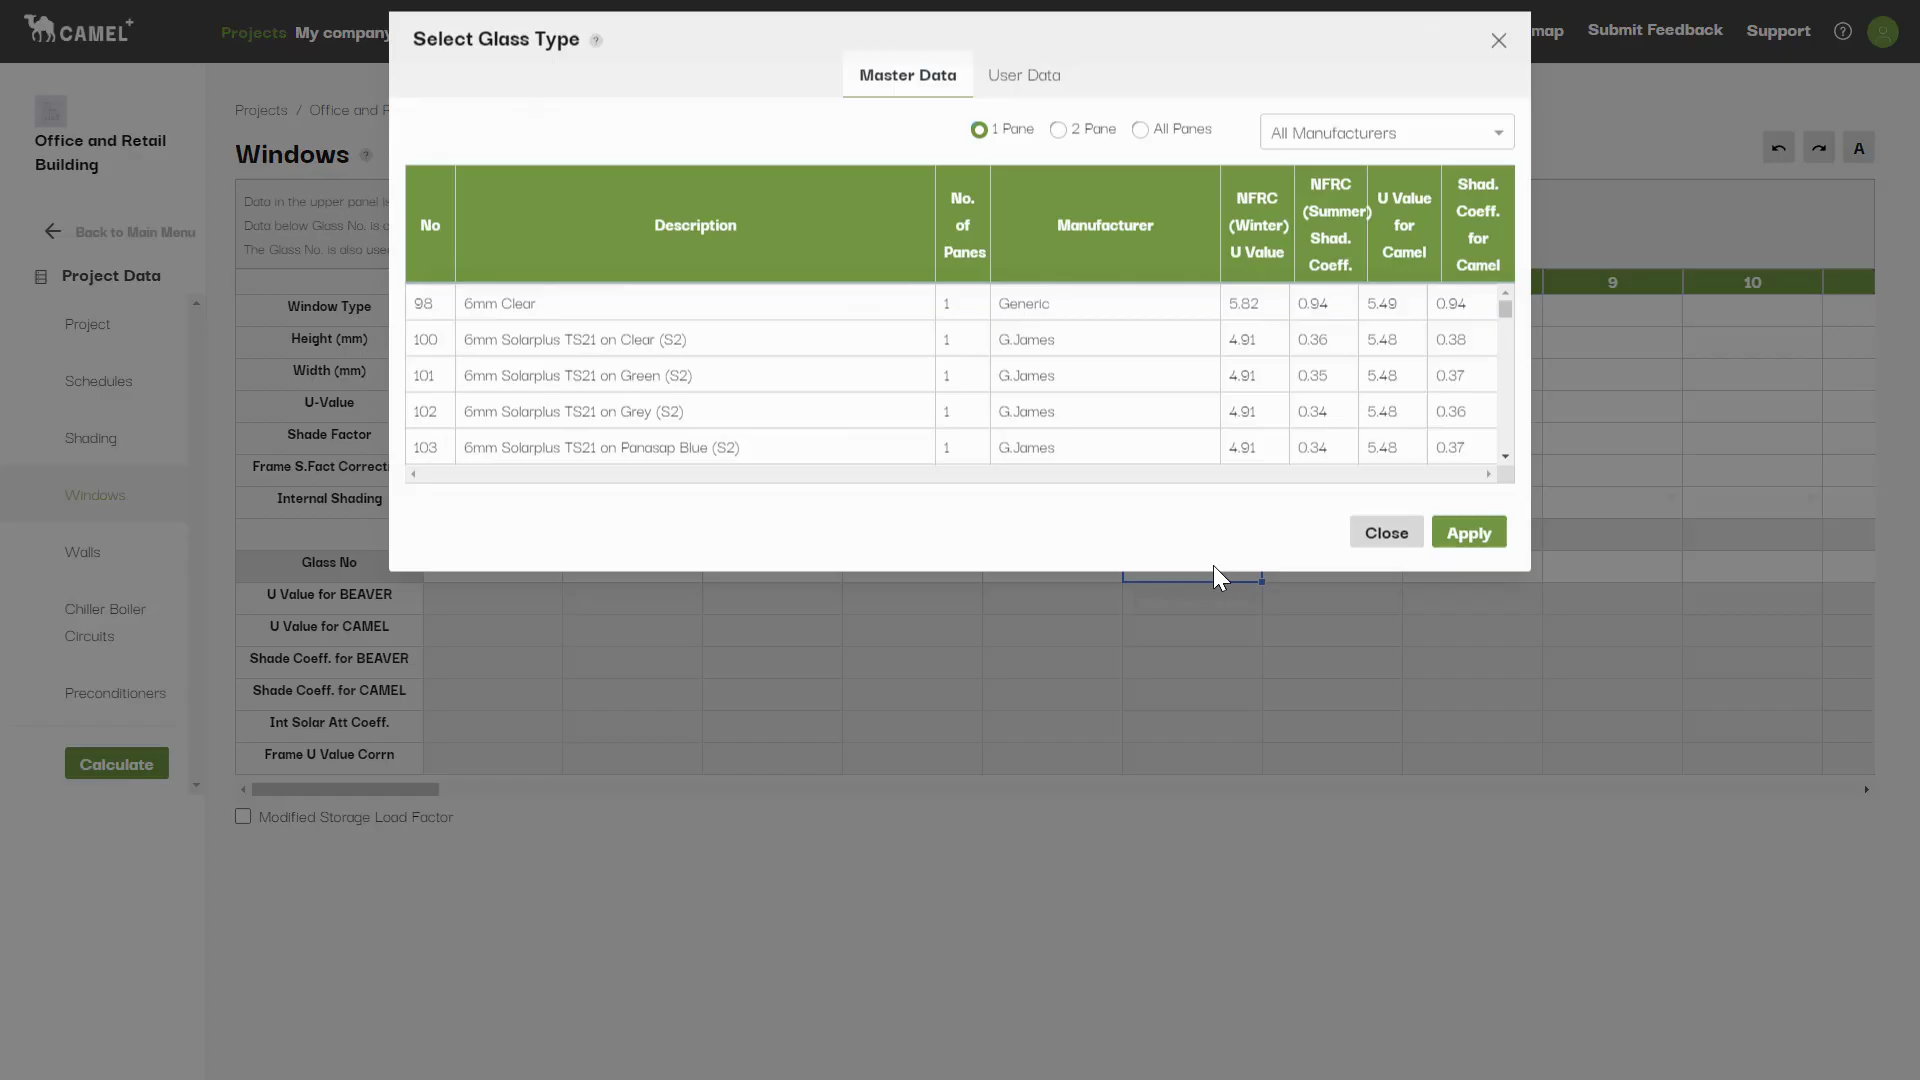 CAMEL+
Projects
My company
map
Submit Feedback
Support
?
Select Glass Type ?
Master Data
User Data
1 Pane
2 Pane
All Panes
All Manufacturers
No
Description
No. of Panes
Manufacturer
NFRC (Winter) U Value
NFRC (Summer) Shad. Coeff.
U Value for Camel
Shad. Coeff. for Camel
98 6mm Clear 1 Generic 5.82 0.94 5.49 0.94
100 6mm Solarplus TS21 on Clear (S2) 1 G.James 4.91 0.36 5.48 0.38
101 6mm Solarplus TS21 on Green (S2) 1 G.James 4.91 0.35 5.48 0.37
102 6mm Solarplus TS21 on Grey (S2) 1 G.James 4.91 0.34 5.48 0.36
103 6mm Solarplus TS21 on Panasap Blue (S2) 1 G.James 4.91 0.34 5.48 0.37
Close
Apply
Office and Retail
Building
Back to Main Menu
Project Data
Project
Schedules
Shading
Windows
Walls
Chiller Boiler
Circuits
Preconditioners
Calculate
Projects / Office and
Windows ?
A
Data in the upper panel
Data below Glass No. is
The Glass No. is also
9
10
Window Type
Height (mm)
Width (mm)
U-Value
Shade Factor
Frame S.Fact
Internal Shading
Glass No
U Value for BEAVER
U Value for CAMEL
Shade Coeff. for BEAVER
Shade Coeff. for CAMEL
Int Solar Att Coeff.
Frame U Value Corrn
Modified Storage Load Factor